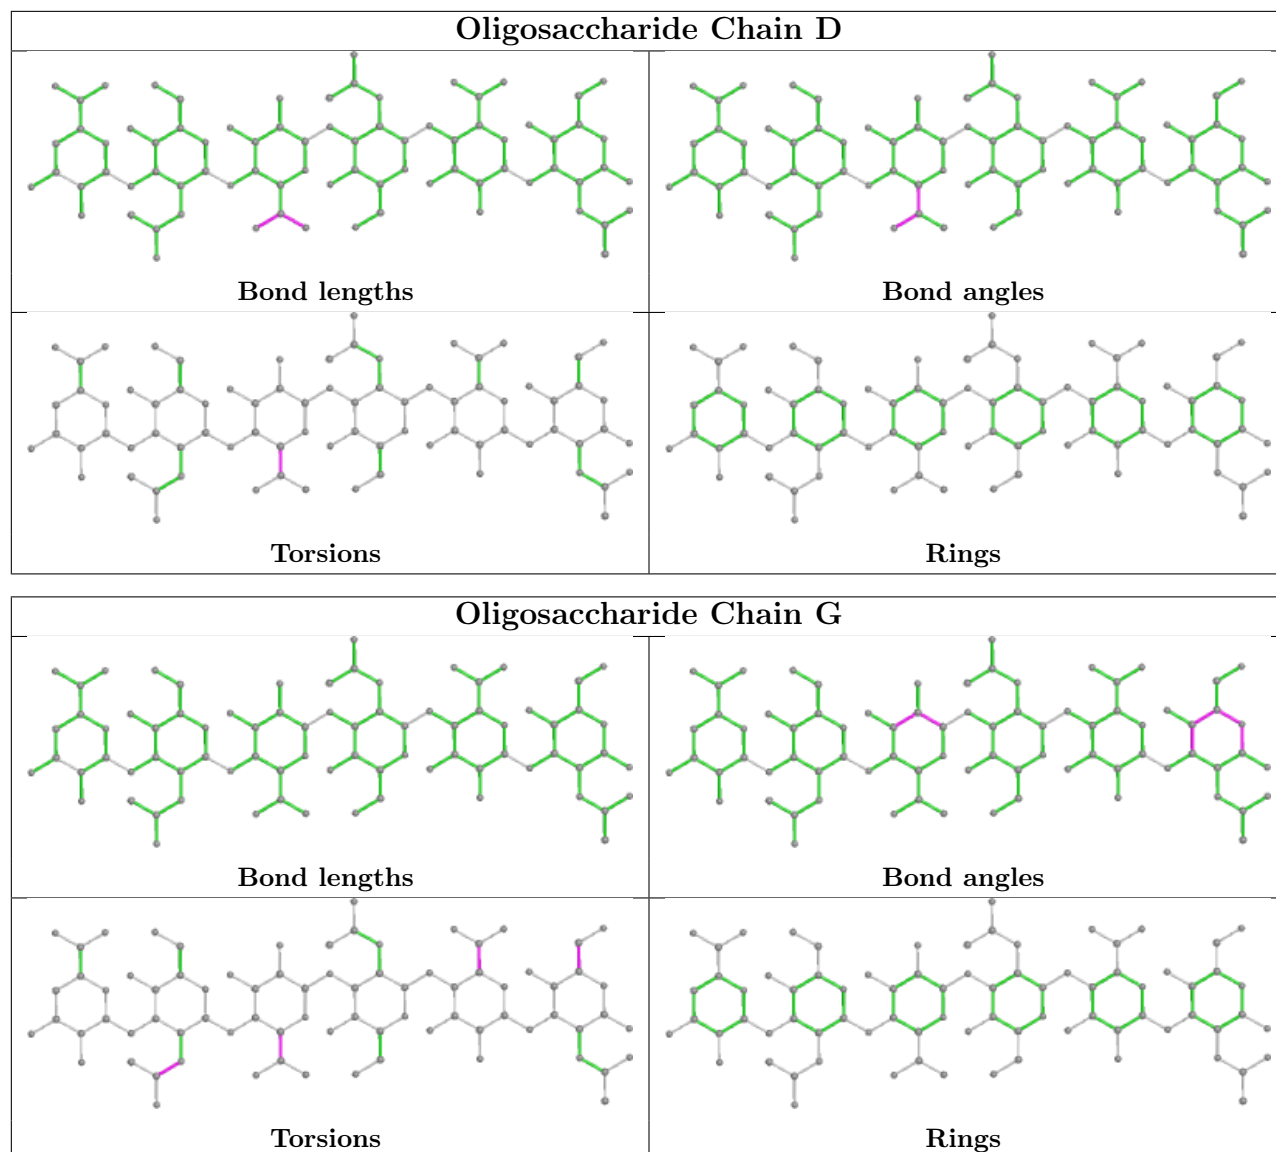 Oligosaccharide Chain D
Bond lengths
Bond angles
Torsions
Rings
Oligosaccharide Chain G
Bond lengths
Bond angles
Torsions
Rings